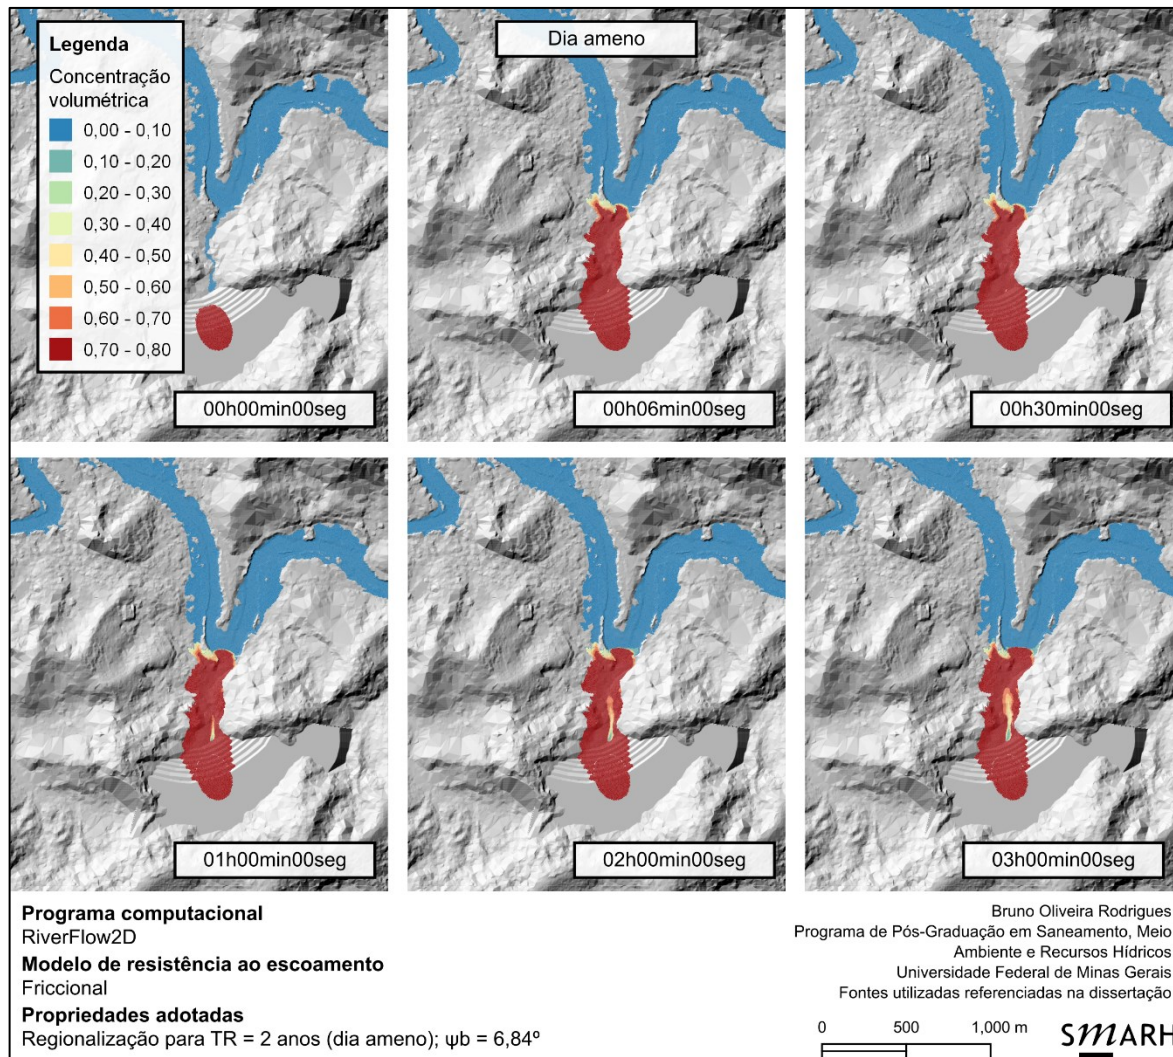 Legenda
Concentração
volumétrica
0,00 - 0,10
0,10 - 0,20
0,20 - 0,30
0,30 - 0,40
0,40 - 0,50
0,50 - 0,60
0,60 - 0,70
0,70 - 0,80
Dia ameno
00h00min00seg
00h06min00seg
00h30min00seg
01h00min00seg
02h00min00seg
03h00min00seg
Programa computacional
RiverFlow2D
Modelo de resistência ao escoamento
Friccional
Propriedades adotadas
Regionalização para TR = 2 anos (dia ameno); ψb = 6,84º
Bruno Oliveira Rodrigues
Programa de Pós-Graduação em Saneamento, Meio
Ambiente e Recursos Hídricos
Universidade Federal de Minas Gerais
Fontes utilizadas referenciadas na dissertação
0 500 1,000 m
SMARH